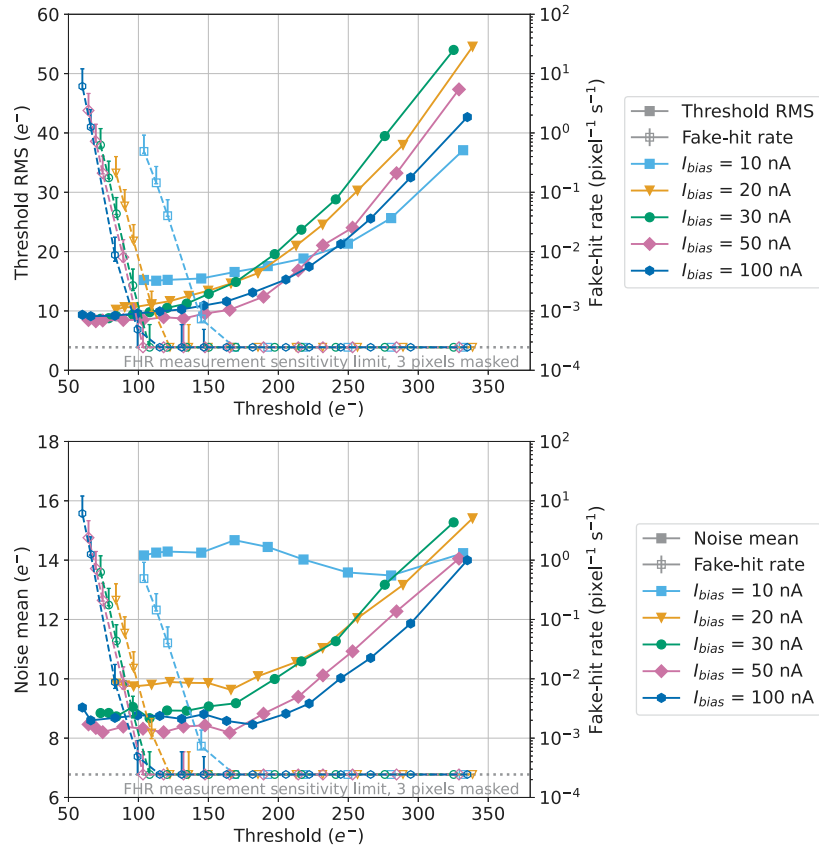 60
50
40
30
20
10
0
Threshold RMS (e⁻)
10²
10¹
10⁰
10⁻¹
10⁻²
10⁻³
10⁻⁴
Fake-hit rate (pixel⁻¹ s⁻¹)
FHR measurement sensitivity limit, 3 pixels masked
50 100 150 200 250 300 350
Threshold (e⁻)
Threshold RMS
Fake-hit rate
I_bias = 10 nA
I_bias = 20 nA
I_bias = 30 nA
I_bias = 50 nA
I_bias = 100 nA
18
16
14
12
10
8
6
Noise mean (e⁻)
10²
10¹
10⁰
10⁻¹
10⁻²
10⁻³
10⁻⁴
Fake-hit rate (pixel⁻¹ s⁻¹)
FHR measurement sensitivity limit, 3 pixels masked
50 100 150 200 250 300 350
Threshold (e⁻)
Noise mean
Fake-hit rate
I_bias = 10 nA
I_bias = 20 nA
I_bias = 30 nA
I_bias = 50 nA
I_bias = 100 nA